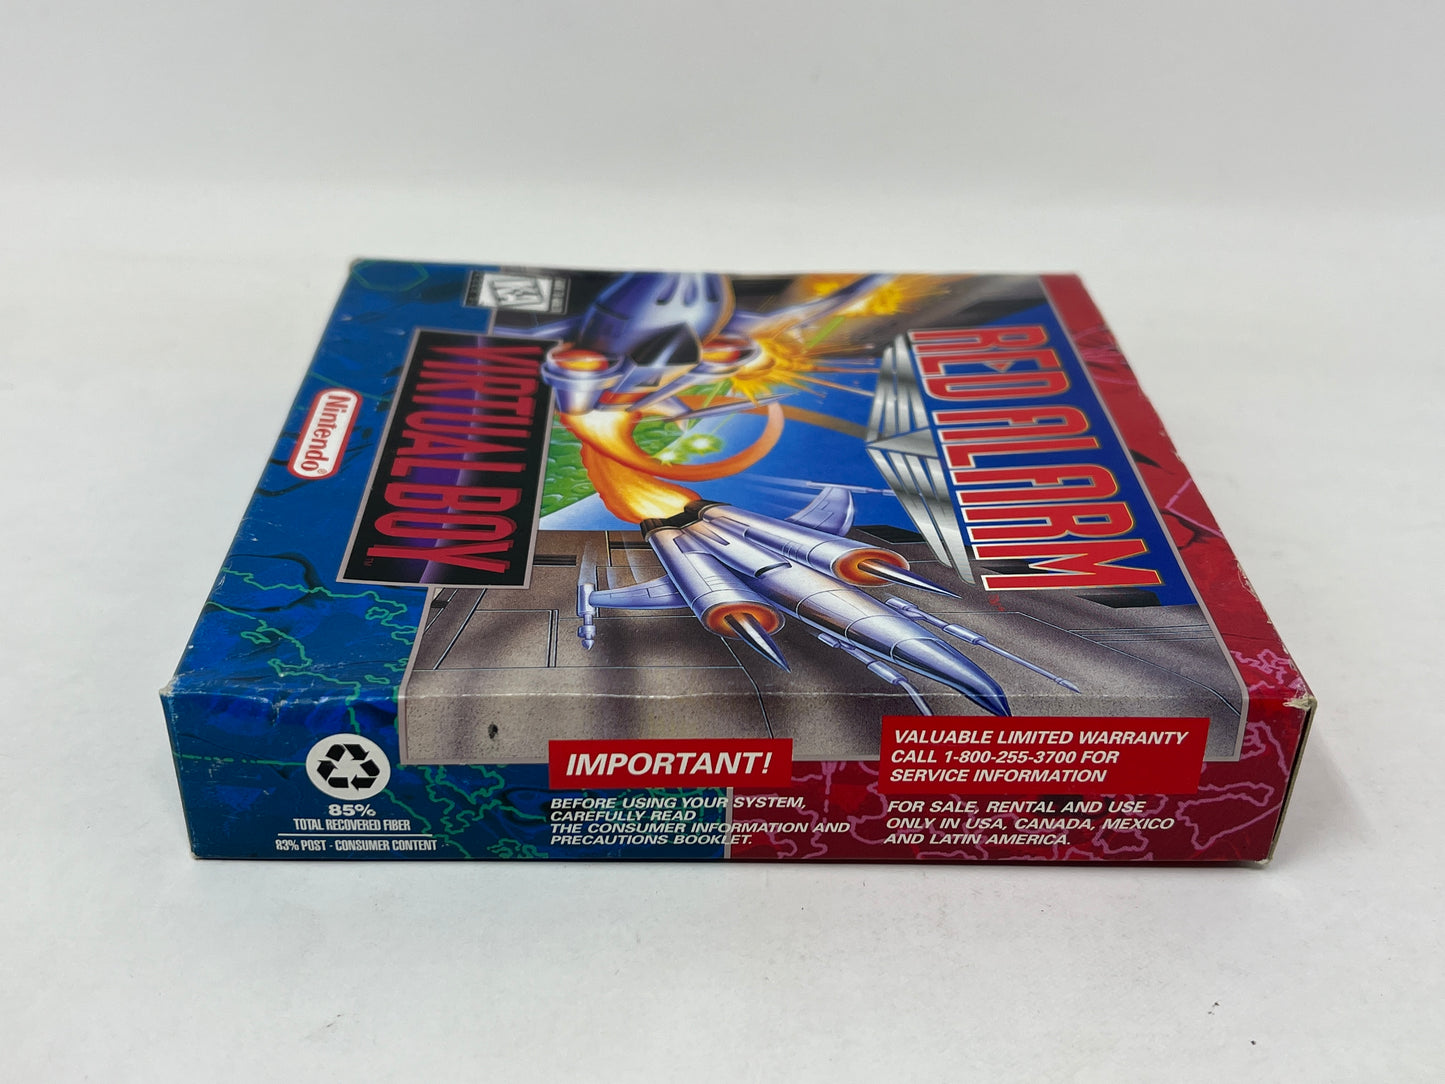 Nintendo®
VIRTUAL BOY
TM
K-A
RED ALARM
85%
TOTAL RECOVERED FIBER
83% POST - CONSUMER CONTENT
IMPORTANT!
BEFORE USING YOUR SYSTEM,
CAREFULLY READ
THE CONSUMER INFORMATION AND
PRECAUTIONS BOOKLET.
VALUABLE LIMITED WARRANTY
CALL 1-800-255-3700 FOR
SERVICE INFORMATION
FOR SALE, RENTAL AND USE
ONLY IN USA, CANADA, MEXICO
AND LATIN AMERICA.